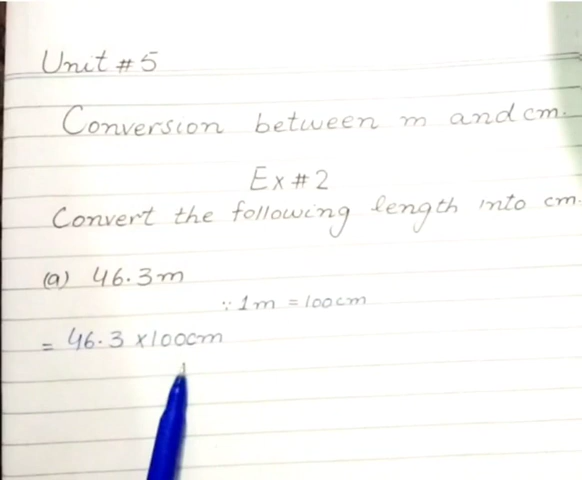 Unit # 5
Conversion between m and cm.
Ex # 2
Convert the following length into cm.
(a) 46.3m
∵ 1m = 100cm
= 46.3 x100cm